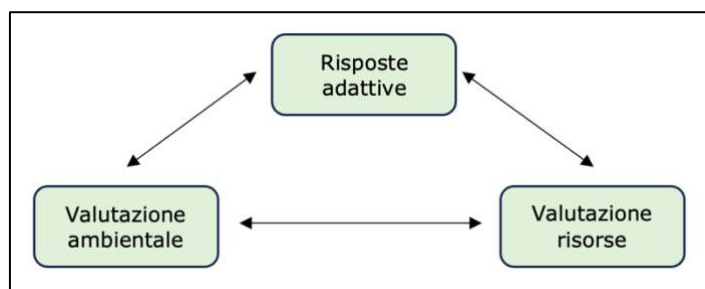 Risposte
adattive
Valutazione
ambientale
Valutazione
risorse